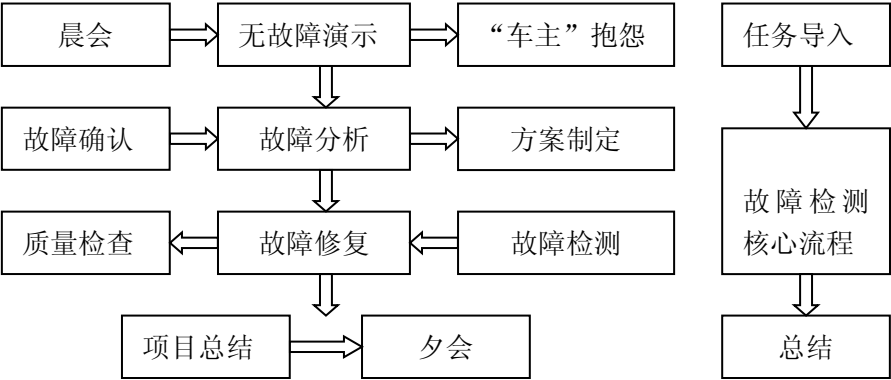 晨会
无故障演示
“车主”抱怨
任务导入
故障确认
故障分析
方案制定
故障检测
核心流程
质量检查
故障修复
故障检测
项目总结
夕会
总结